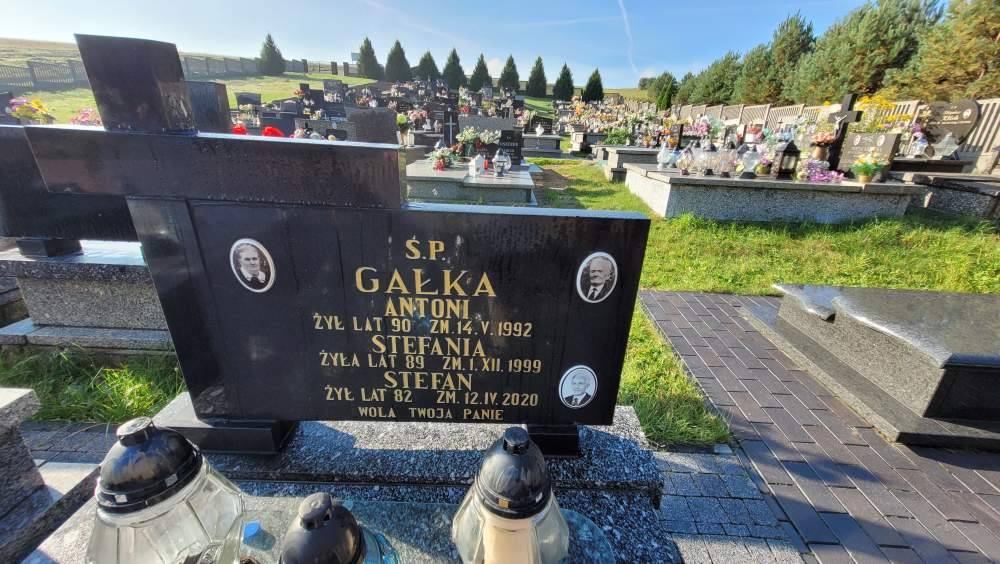 Ś.P.
GAŁKA
ANTONI
ŻYŁ LAT 90 ZM. 14. V. 1992
STEFANIA
ŻYŁA LAT 89 ZM. 1. XII. 1999
STEFAN
ŻYŁ LAT 82 ZM. 12. IV. 2020
WOLA TWOJA PANIE